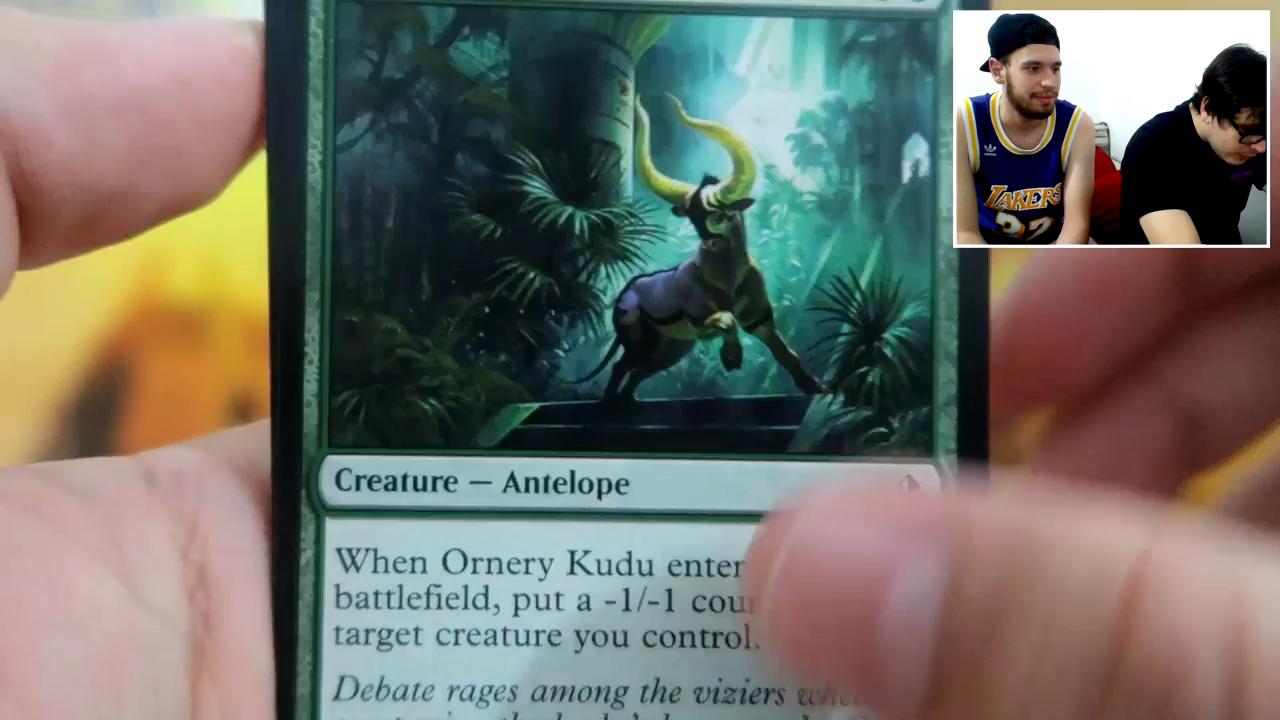 LAKERS
32
Creature — Antelope
When Ornery Kudu enter
battlefield, put a -1/-1 cou
target creature you control.
Debate rages among the viziers